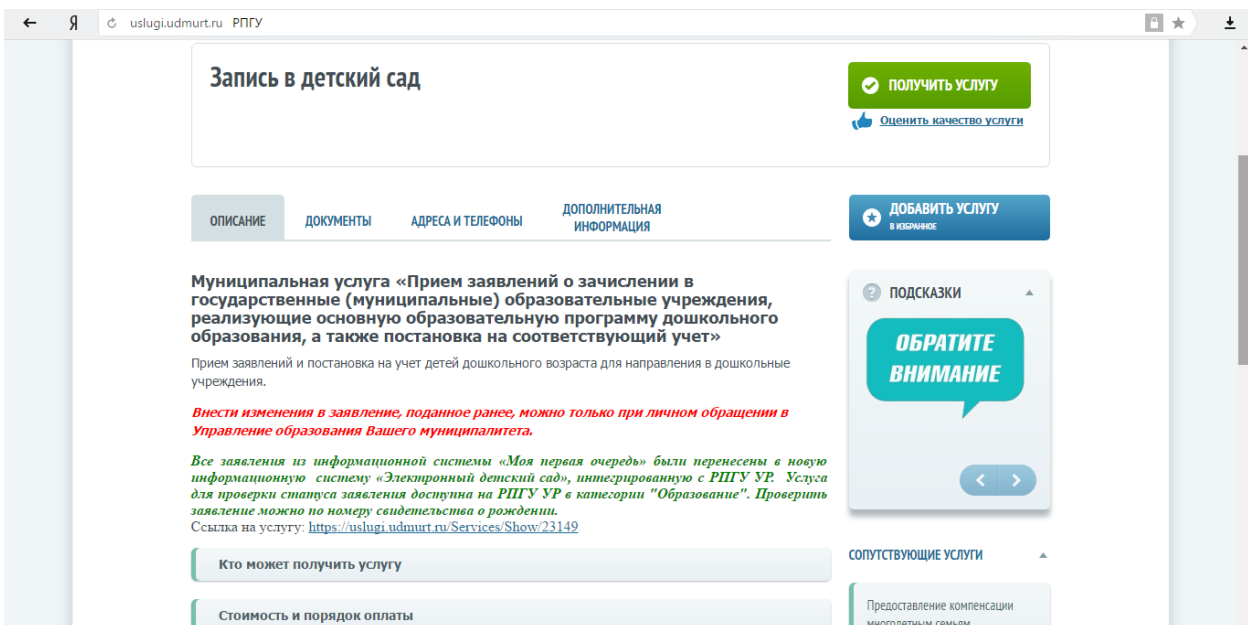 Я uslugi.udmurt.ru РПГУ
Запись в детский сад
ПОЛУЧИТЬ УСЛУГУ
Оценить качество услуги
ОПИСАНИЕ
ДОКУМЕНТЫ
АДРЕСА И ТЕЛЕФОНЫ
ДОПОЛНИТЕЛЬНАЯ
ИНФОРМАЦИЯ
ДОБАВИТЬ УСЛУГУ
В ИЗБРАННОЕ
Муниципальная услуга «Прием заявлений о зачислении в
государственные (муниципальные) образовательные учреждения,
реализующие основную образовательную программу дошкольного
образования, а также постановка на соответствующий учет»
Прием заявлений и постановка на учет детей дошкольного возраста для направления в дошкольные
учреждения.
Внести изменения в заявление, поданное ранее, можно только при личном обращении в
Управление образования Вашего муниципалитета.
Все заявления из информационной системы «Моя первая очередь» были перенесены в новую
информационную систему «Электронный детский сад», интегрированную с РПГУ УР. Услуга
для проверки статуса заявления доступна на РПГУ УР в категории "Образование". Проверить
заявление можно по номеру свидетельства о рождении.
Ссылка на услугу: https://uslugi.udmurt.ru/Services/Show/23149
Кто может получить услугу
Стоимость и порядок оплаты
? ПОДСКАЗКИ
ОБРАТИТЕ
ВНИМАНИЕ
СОПУТСТВУЮЩИЕ УСЛУГИ
Предоставление компенсации
многодетным семьям